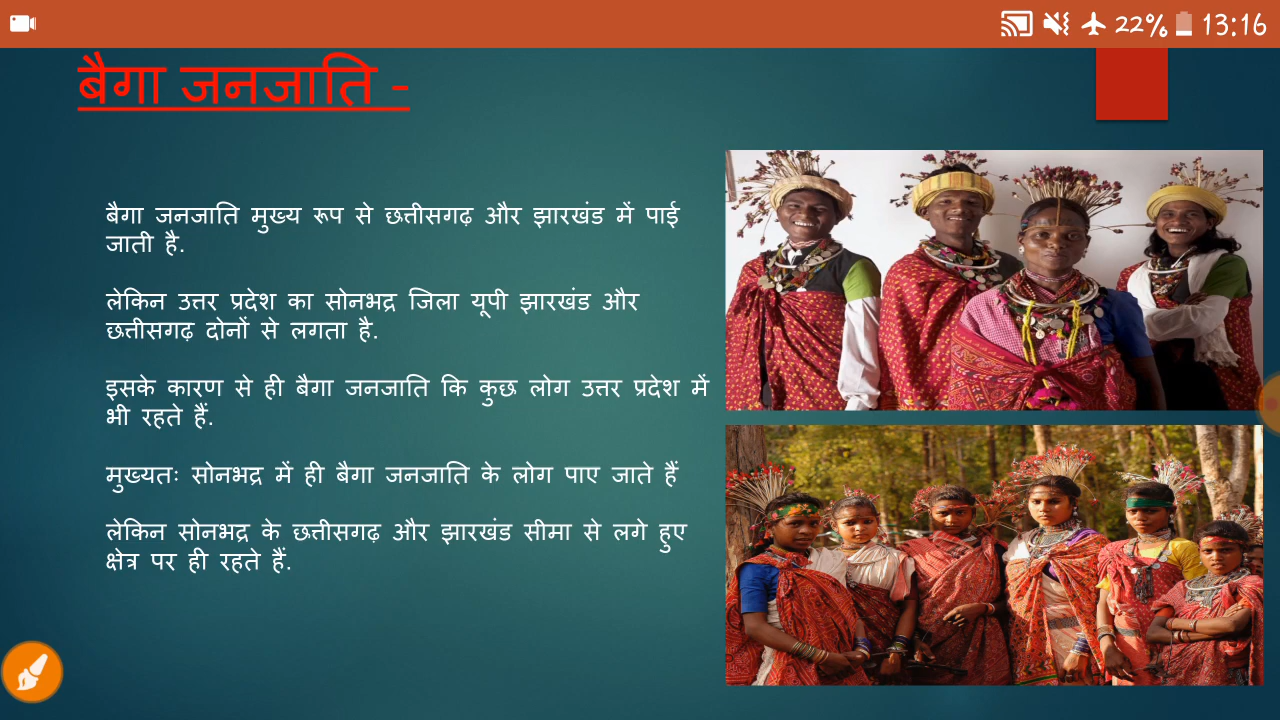 22% 13:16
बैगा जनजाति -
बैगा जनजाति मुख्य रूप से छत्तीसगढ़ और झारखंड में पाई
जाती है.
लेकिन उत्तर प्रदेश का सोनभद्र जिला यूपी झारखंड और
छत्तीसगढ़ दोनों से लगता है.
इसके कारण से ही बैगा जनजाति कि कुछ लोग उत्तर प्रदेश में
भी रहते हैं.
मुख्यतः सोनभद्र में ही बैगा जनजाति के लोग पाए जाते हैं
लेकिन सोनभद्र के छत्तीसगढ़ और झारखंड सीमा से लगे हुए
क्षेत्र पर ही रहते हैं.